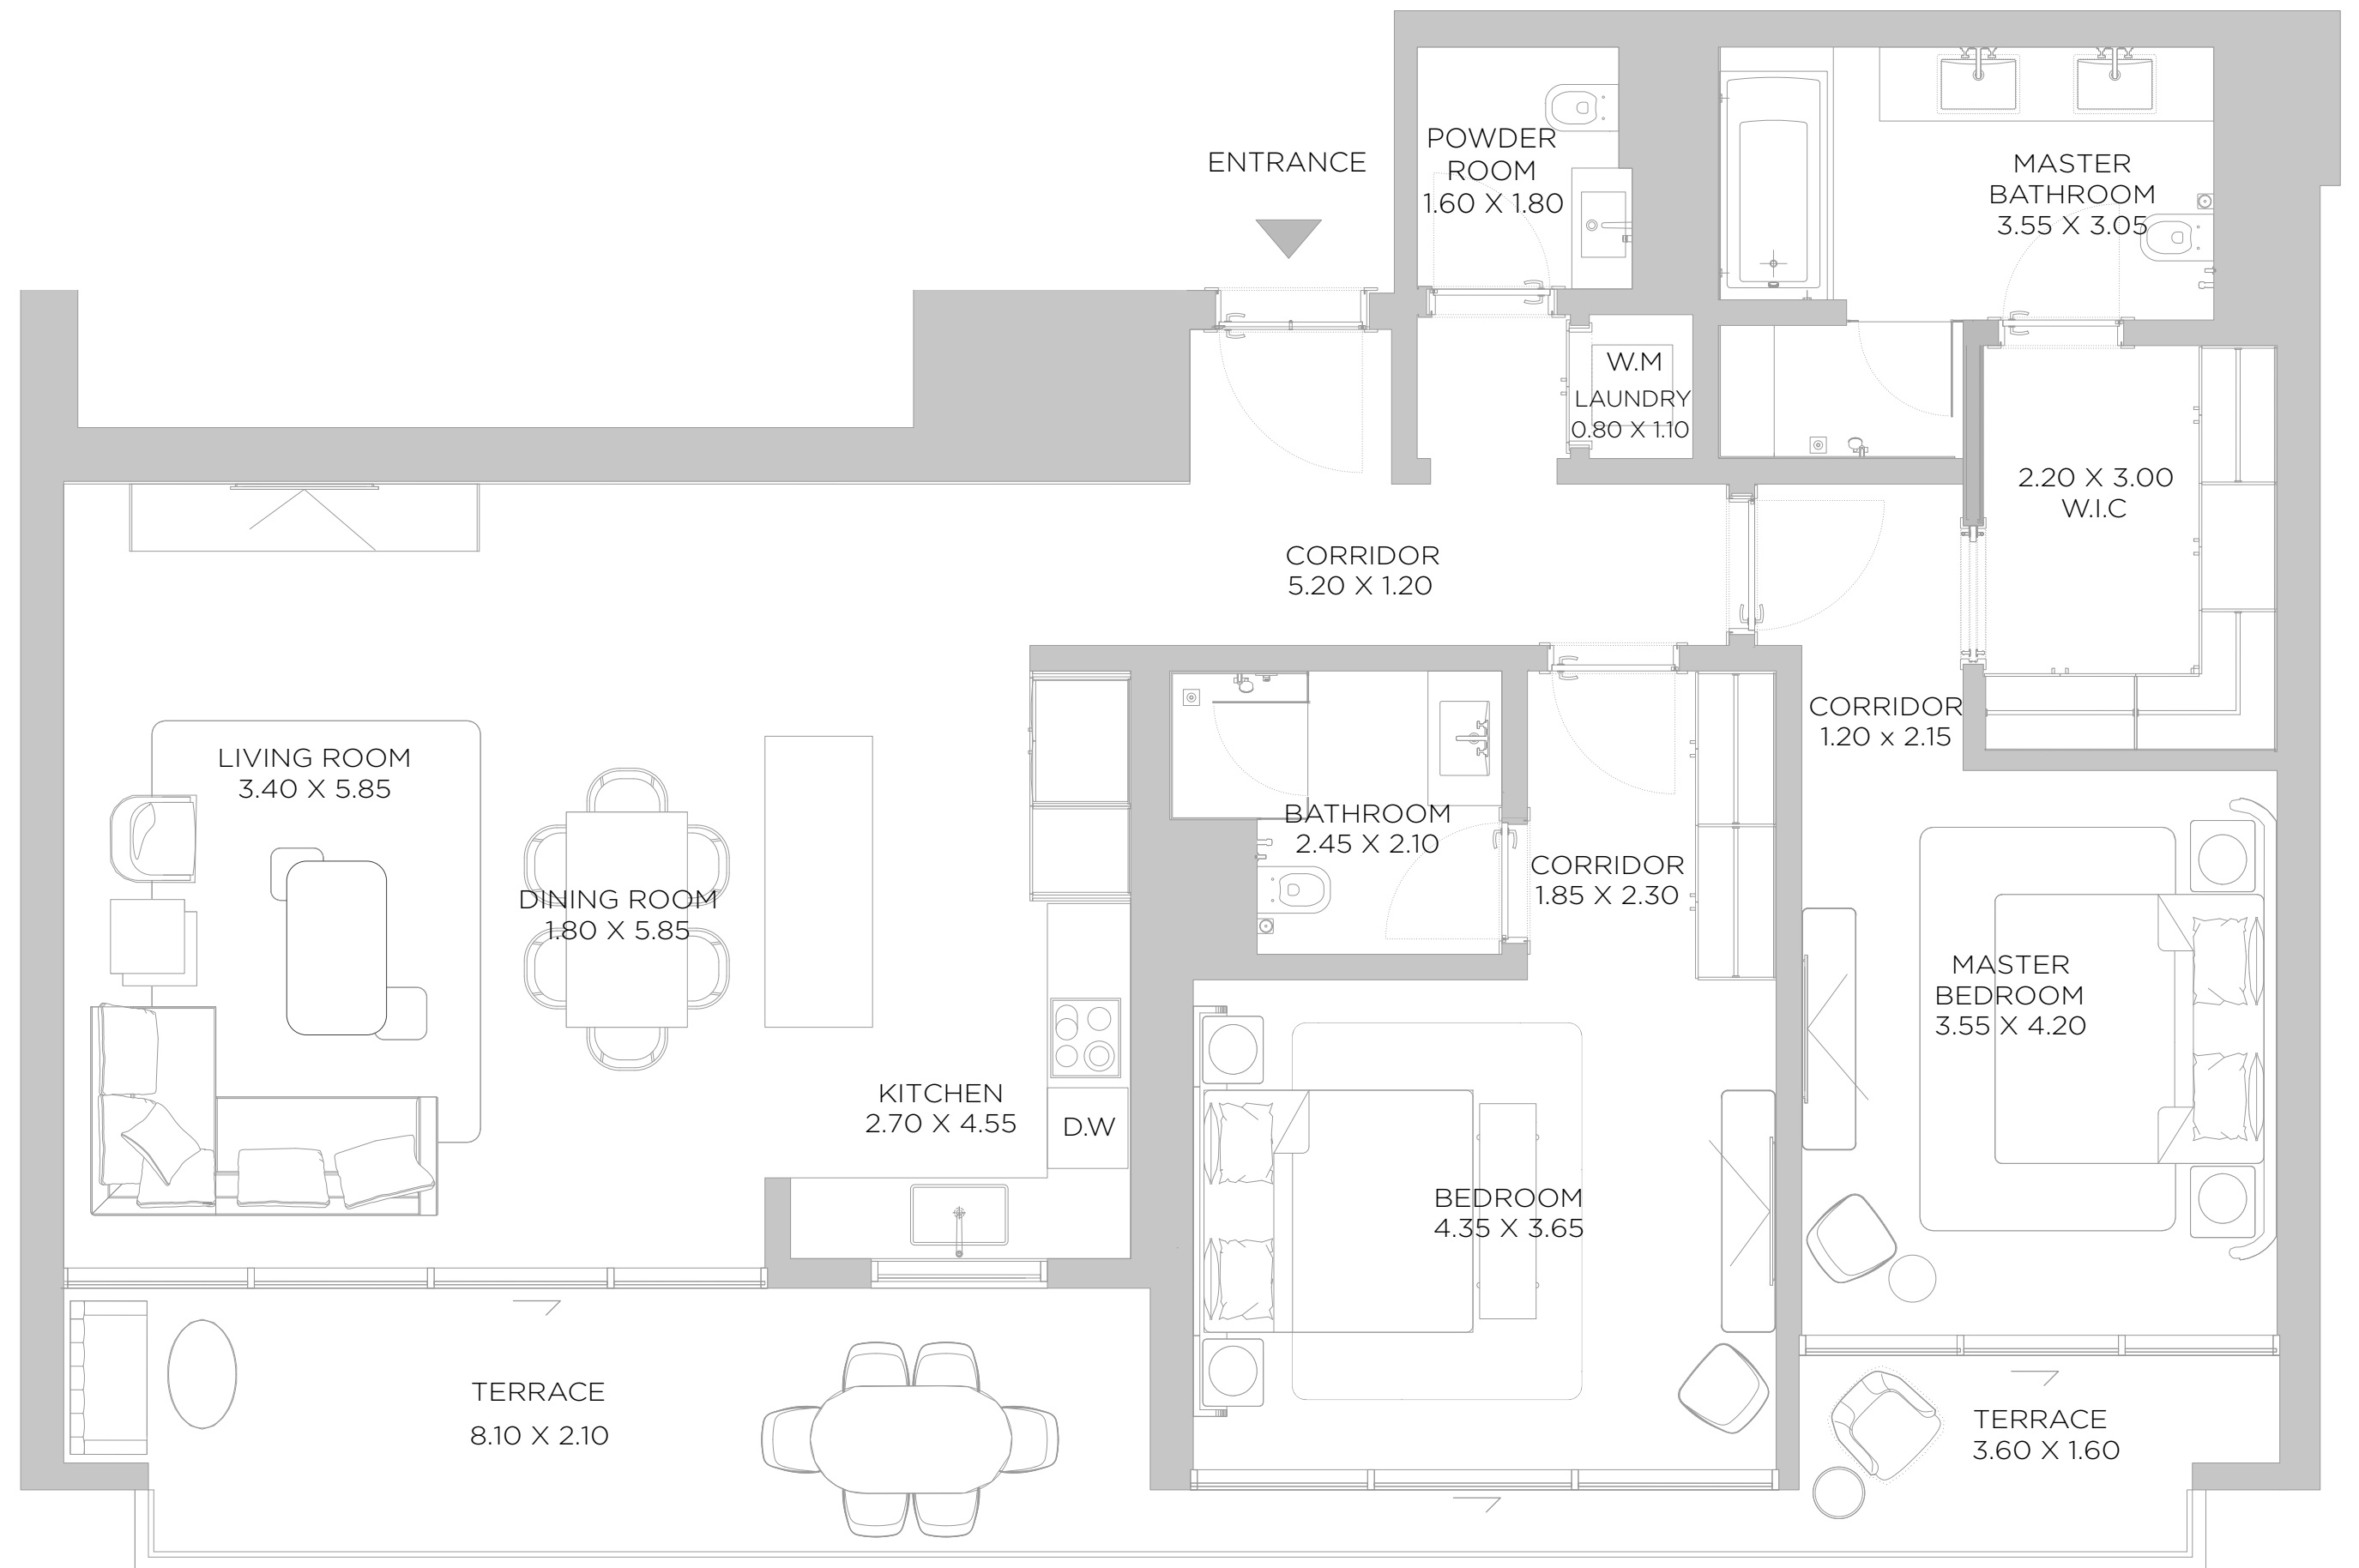 ENTRANCE
POWDER
ROOM
1.60 X 1.80
MASTER
BATHROOM
3.55 X 3.05
W.M
LAUNDRY
0.80 X 1.10
2.20 X 3.00
W.I.C
CORRIDOR
5.20 X 1.20
CORRIDOR
1.20 x 2.15
LIVING ROOM
3.40 X 5.85
BATHROOM
2.45 X 2.10
CORRIDOR
1.85 X 2.30
DINING ROOM
1.80 X 5.85
MASTER
BEDROOM
3.55 X 4.20
KITCHEN
2.70 X 4.55
D.W
BEDROOM
4.35 X 3.65
TERRACE
8.10 X 2.10
TERRACE
3.60 X 1.60